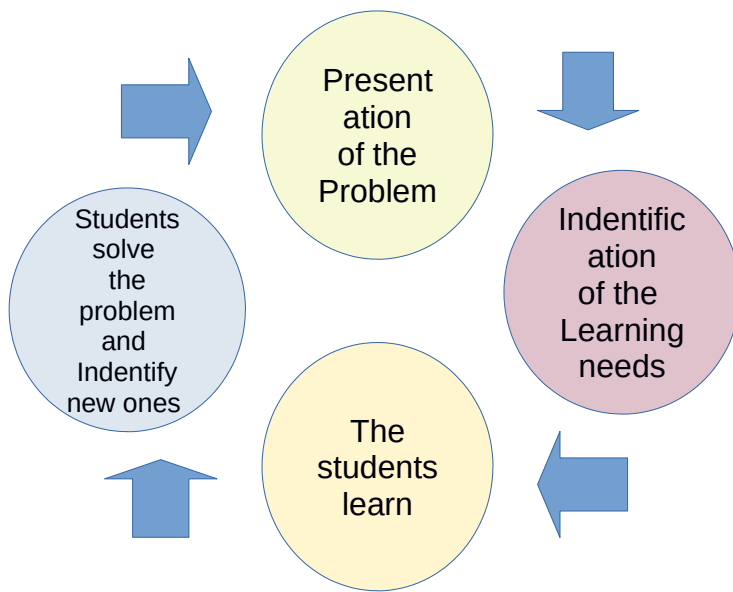 Present
ation
of the
Problem
Indentific
ation
of the
Learning
needs
The
students
learn
Students
solve
the
problem
and
Indentify
new ones